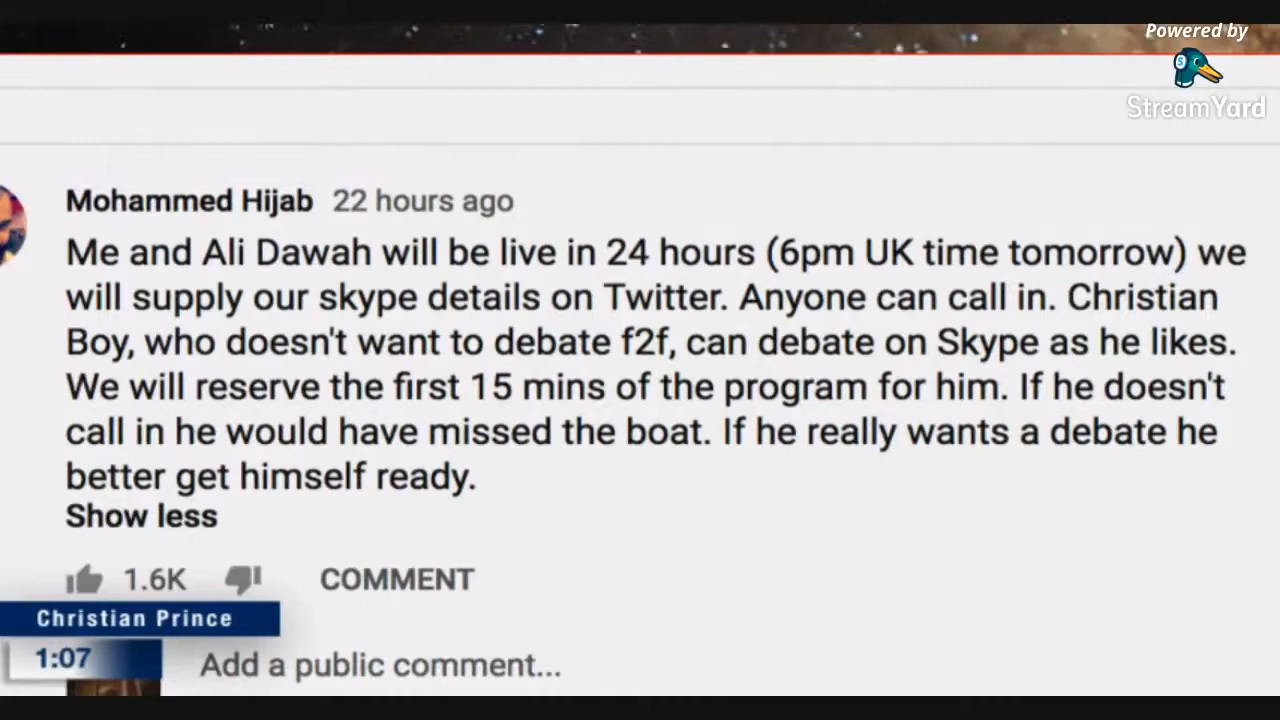 Powered by
StreamYard
Mohammed Hijab 22 hours ago
Me and Ali Dawah will be live in 24 hours (6pm UK time tomorrow) we
will supply our skype details on Twitter. Anyone can call in. Christian
Boy, who doesn't want to debate f2f, can debate on Skype as he likes.
We will reserve the first 15 mins of the program for him. If he doesn't
call in he would have missed the boat. If he really wants a debate he
better get himself ready.
Show less
1.6K COMMENT
Christian Prince
1:07
Add a public comment...